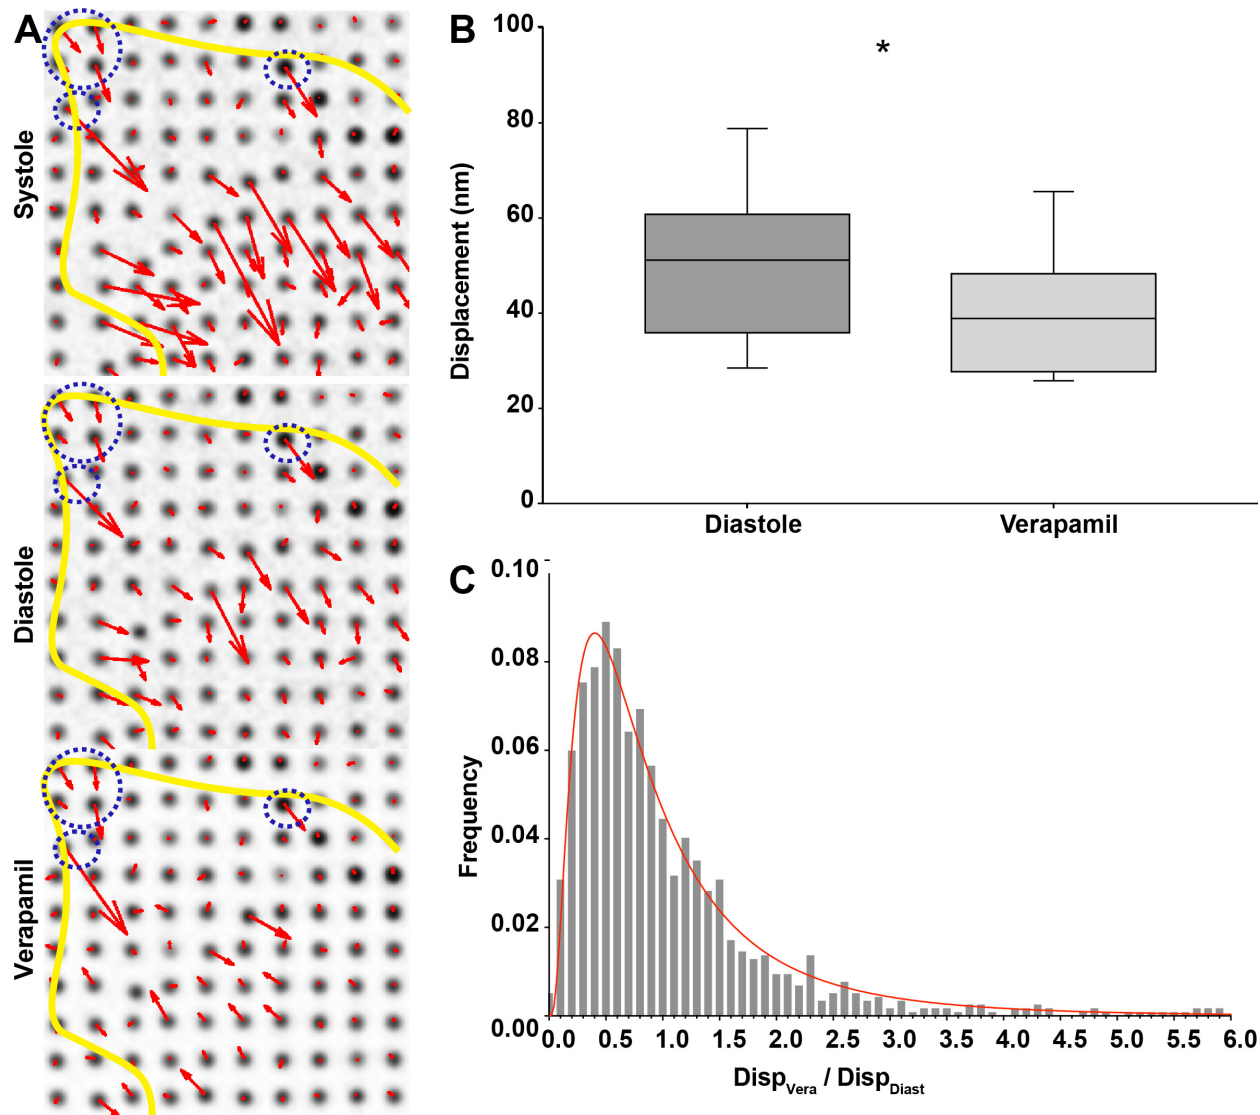 A
Systole
Diastole
Verapamil
B
*
Displacement (nm)
100
80
60
40
20
0
Diastole
Verapamil
C
Frequency
0.10
0.08
0.06
0.04
0.02
0.00
0.0 0.5 1.0 1.5 2.0 2.5 3.0 3.5 4.0 4.5 5.0 5.5 6.0
Disp_Vera / Disp_Diast